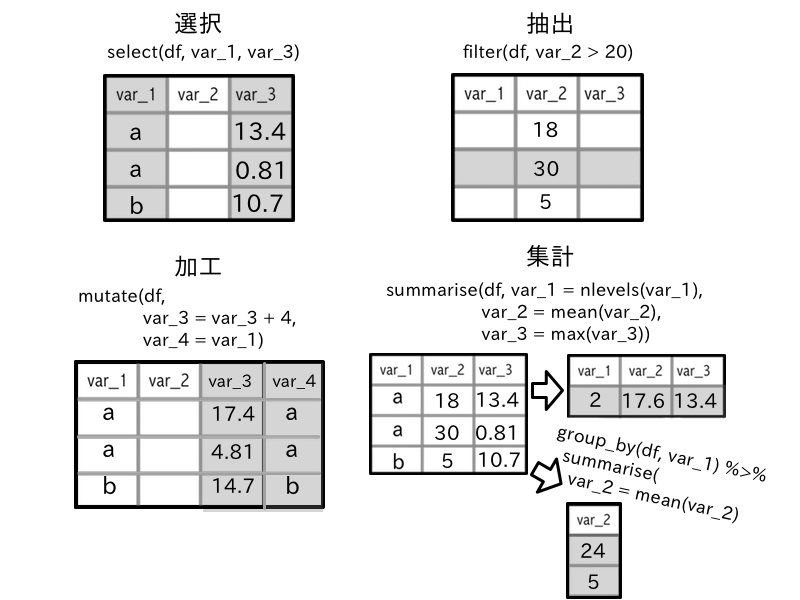 選択
select(df, var_1, var_3)
var_1 var_2 var_3
a 13.4
a 0.81
b 10.7
抽出
filter(df, var_2 > 20)
var_1 var_2 var_3
18
30
5
加工
mutate(df,
var_3 = var_3 + 4,
var_4 = var_1)
var_1 var_2 var_3 var_4
a 17.4 a
a 4.81 a
b 14.7 b
集計
summarise(df, var_1 = nlevels(var_1),
var_2 = mean(var_2),
var_3 = max(var_3))
var_1 var_2 var_3
a 18 13.4
a 30 0.81
b 5 10.7
var_1 var_2 var_3
2 17.6 13.4
group_by(df, var_1) %>%
summarise(
var_2 = mean(var_2)
var_2
24
5